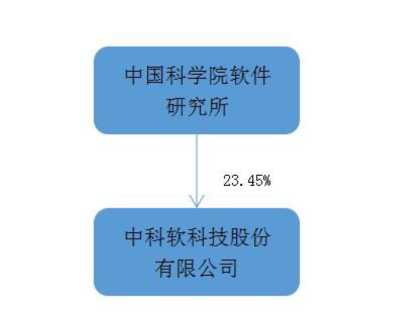 中国科学院软件
研究所
23.45%
中科软科技股份
有限公司